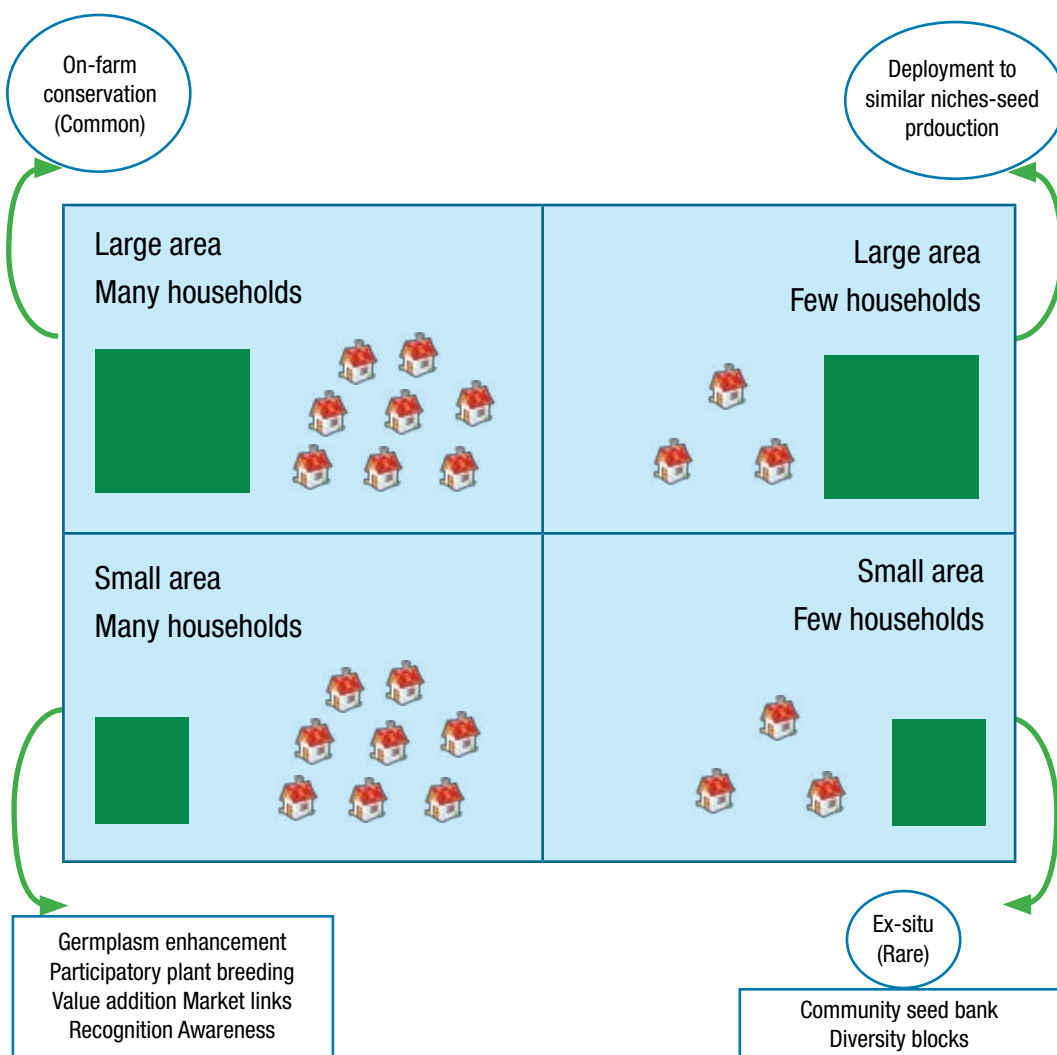 On-farm
conservation
(Common)
Deployment to
similar niches-seed
prdouction
Large area
Many households
Large area
Few households
Small area
Many households
Small area
Few households
Germplasm enhancement
Participatory plant breeding
Value addition Market links
Recognition Awareness
Ex-situ
(Rare)
Community seed bank
Diversity blocks